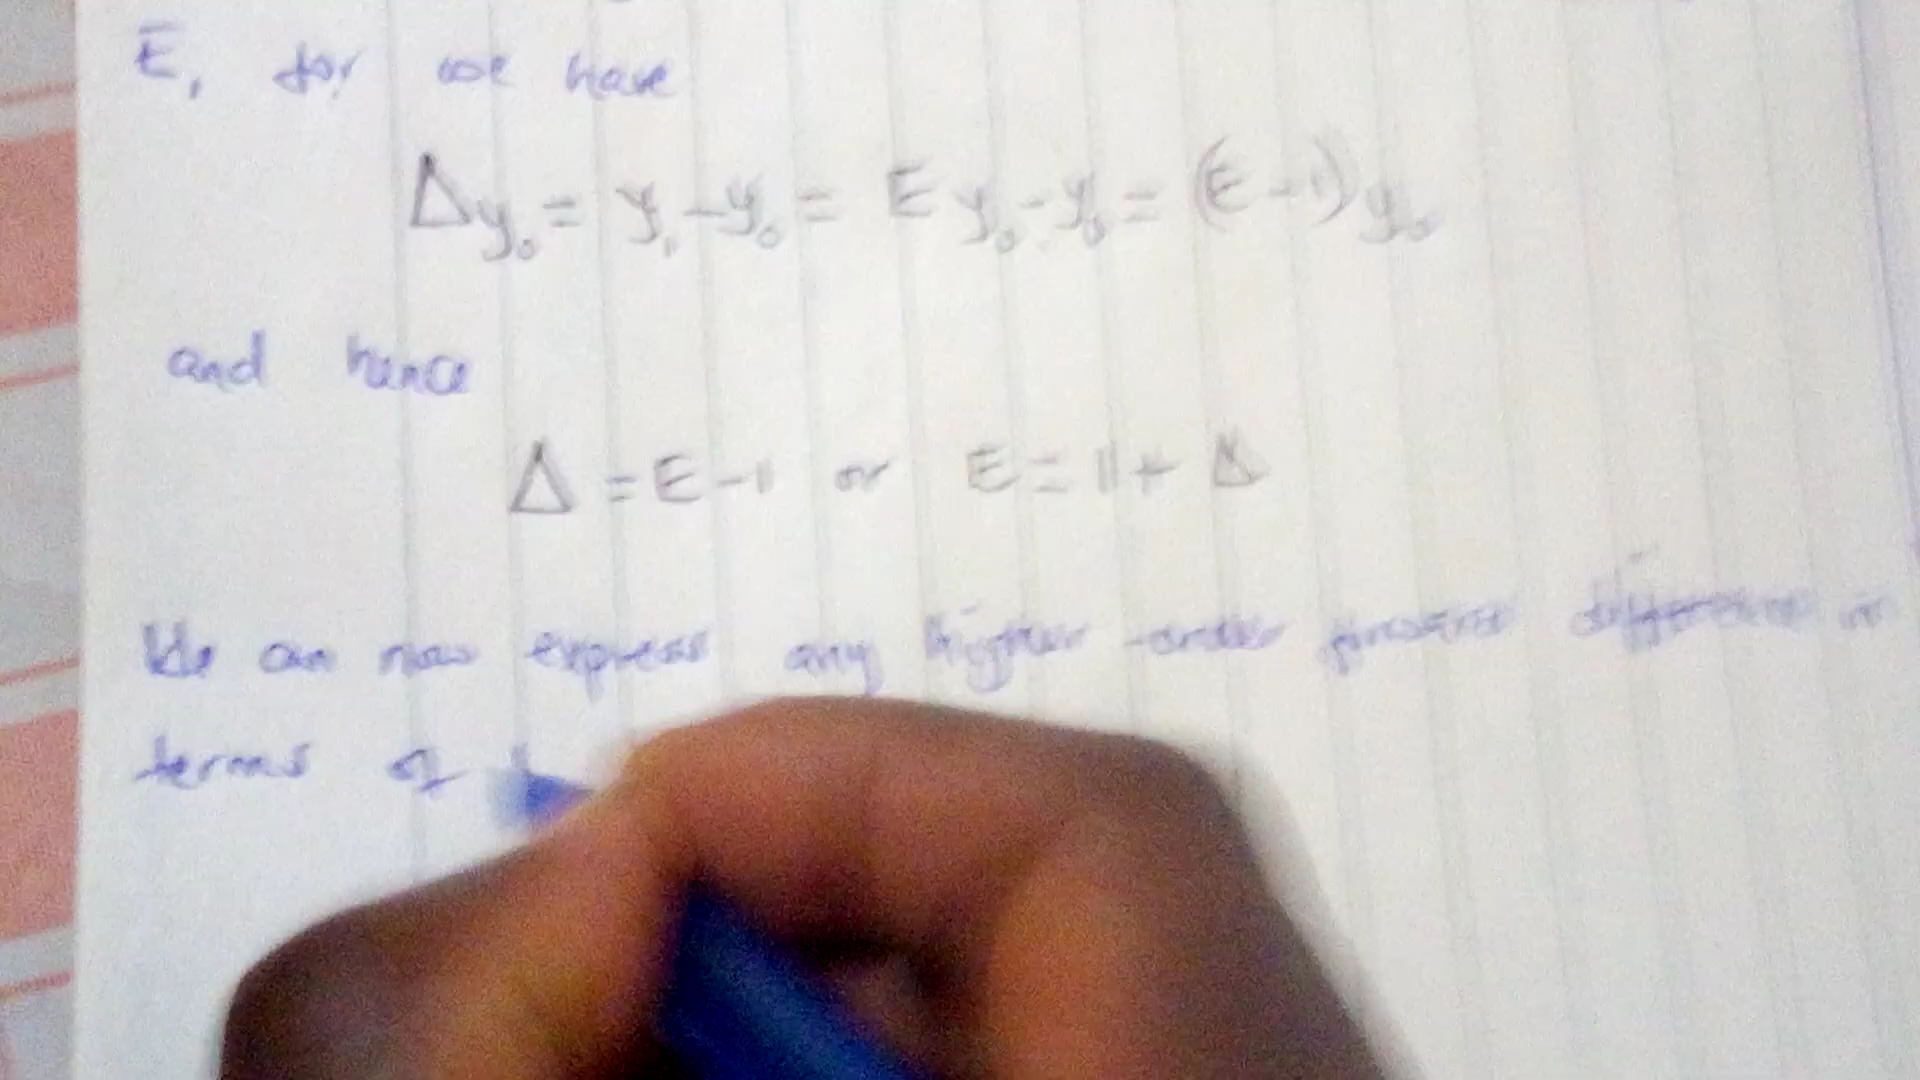 E, for we have
Δy₀ = y₁ - y₀ = E y₀ - y₀ = (E - 1) y₀
and hence
Δ = E - 1 or E = 1 + Δ
We can now express any higher-order forward difference in
terms of